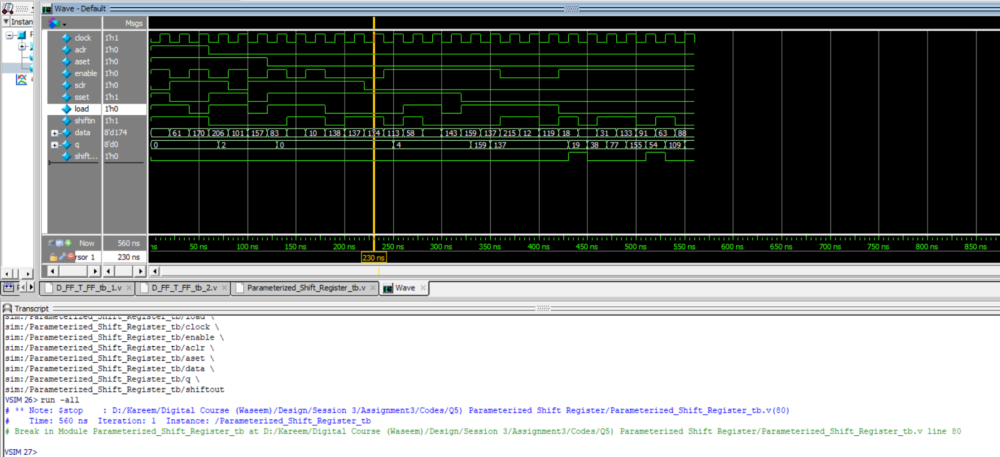 Wave - Default
Instan
Msgs
clock 1'h1
aclr 1'h0
aset 1'h0
enable 1'h0
sclr 1'h0
sset 1'h1
load 1'h0
shiftin 1'h1
data 8'd174 61 170 206 101 157 83 10 138 137 174 113 58 143 159 137 215 12 119 18 31 133 91 63 88
q 8'd0 0 2 0 4 159 137 19 38 77 155 54 109
shift... 1'h0
Now 560 ns ns 50 ns 100 ns 150 ns 200 ns 250 ns 300 ns 350 ns 400 ns 450 ns 500 ns 550 ns 600 ns 650 ns 700 ns 750 ns 800 ns 850 ns
rsor 1 230 ns 230 ns
D_FF_T_FF_tb_1.v D_FF_T_FF_tb_2.v Parameterized_Shift_Register_tb.v Wave
Transcript
sim:/Parameterized_Shift_Register_tb/load \
sim:/Parameterized_Shift_Register_tb/clock \
sim:/Parameterized_Shift_Register_tb/enable \
sim:/Parameterized_Shift_Register_tb/aclr \
sim:/Parameterized_Shift_Register_tb/aset \
sim:/Parameterized_Shift_Register_tb/data \
sim:/Parameterized_Shift_Register_tb/q \
sim:/Parameterized_Shift_Register_tb/shiftout
VSIM 26> run -all
# ** Note: $stop    : D:/Kareem/Digital Course (Waseem)/Design/Session 3/Assignment3/Codes/Q5) Parameterized Shift Register/Parameterized_Shift_Register_tb.v(80)
#    Time: 560 ns  Iteration: 1  Instance: /Parameterized_Shift_Register_tb
# Break in Module Parameterized_Shift_Register_tb at D:/Kareem/Digital Course (Waseem)/Design/Session 3/Assignment3/Codes/Q5) Parameterized Shift Register/Parameterized_Shift_Register_tb.v line 80
VSIM 27>